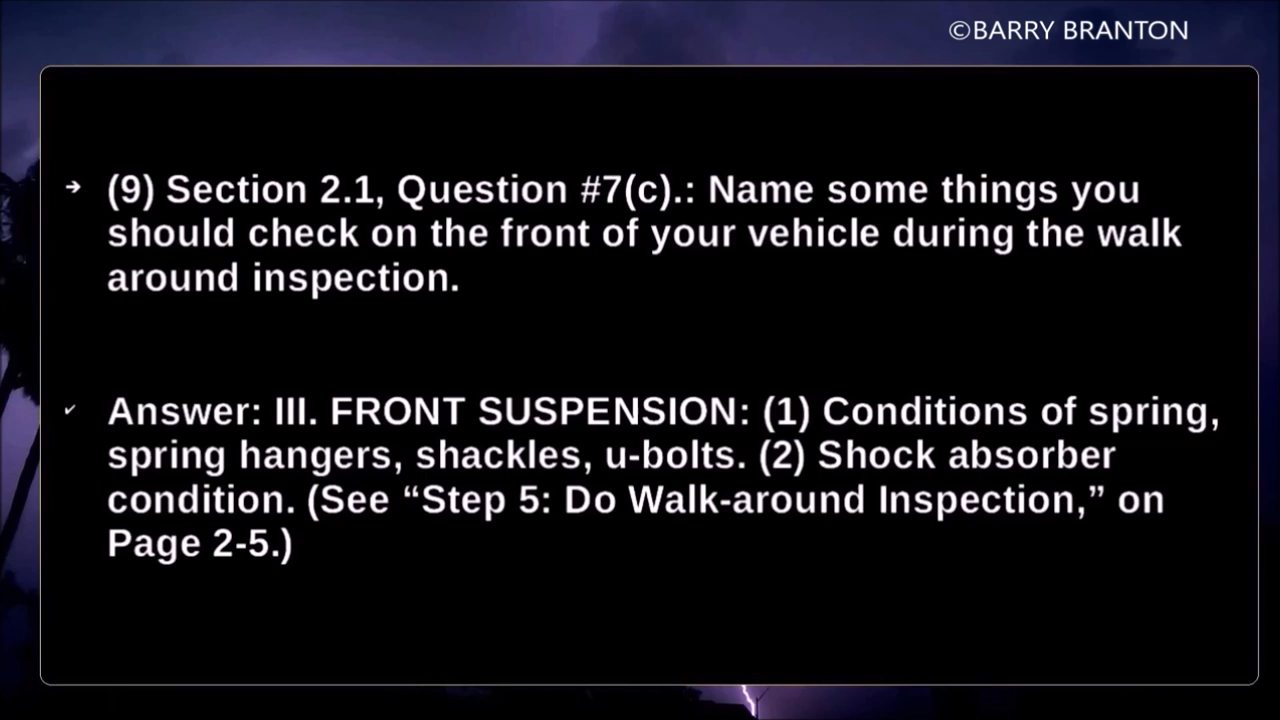 ©BARRY BRANTON
➔ (9) Section 2.1, Question #7(c).: Name some things you
should check on the front of your vehicle during the walk
around inspection.
✓ Answer: III. FRONT SUSPENSION: (1) Conditions of spring,
spring hangers, shackles, u-bolts. (2) Shock absorber
condition. (See “Step 5: Do Walk-around Inspection,” on
Page 2-5.)